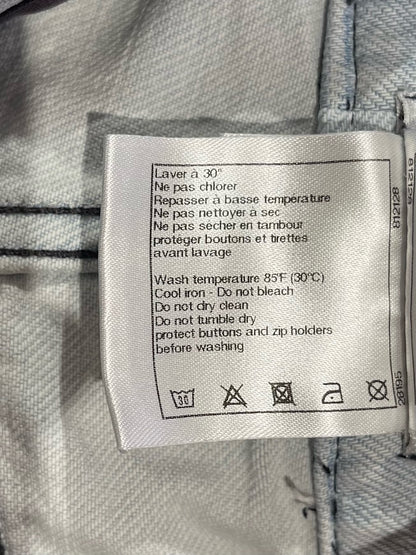 Laver à 30°
Ne pas chlorer
Repasser à basse température
Ne pas nettoyer à sec
Ne pas sécher en tambour
protéger boutons et tirettes
avant lavage
Wash temperature 85°F (30°C)
Cool iron - Do not bleach
Do not dry clean
Do not tumble dry
protect buttons and zip holders
before washing
30
812128
26195